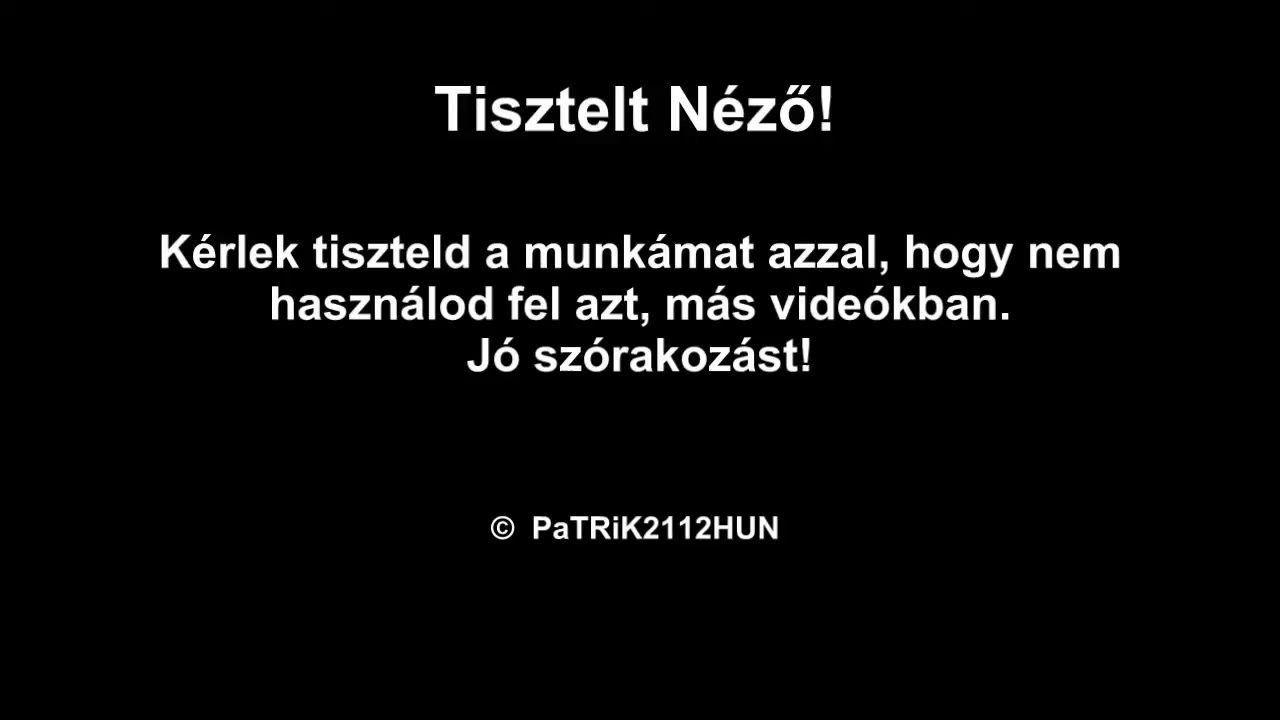 Tisztelt Néző!
Kérlek tiszteld a munkámat azzal, hogy nem
használod fel azt, más videókban.
Jó szórakozást!
© PaTRiK2112HUN